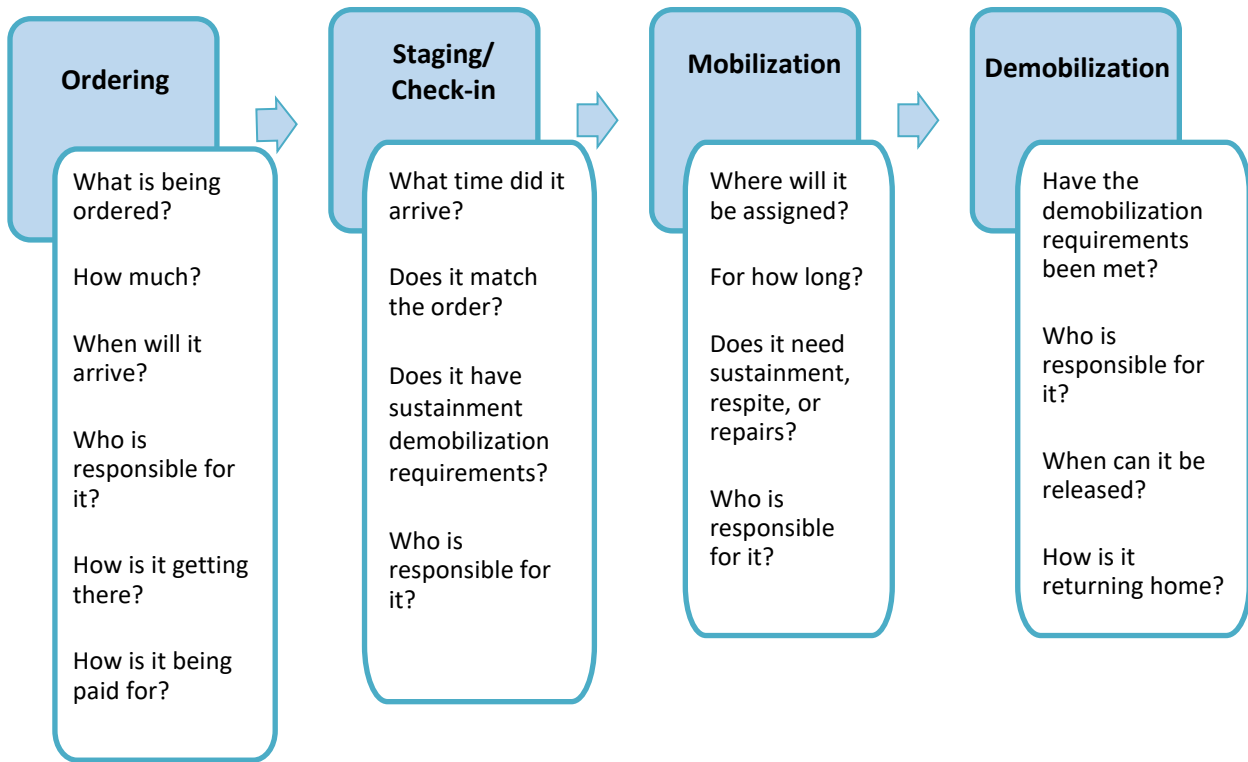 Ordering
What is being
ordered?
How much?
When will it
arrive?
Who is
responsible for
it?
How is it getting
there?
How is it being
paid for?
Staging/
Check-in
What time did it
arrive?
Does it match
the order?
Does it have
sustainment
demobilization
requirements?
Who is
responsible for
it?
Mobilization
Where will it
be assigned?
For how long?
Does it need
sustainment,
respite, or
repairs?
Who is
responsible
for it?
Demobilization
Have the
demobilization
requirements
been met?
Who is
responsible for
it?
When can it be
released?
How is it
returning home?